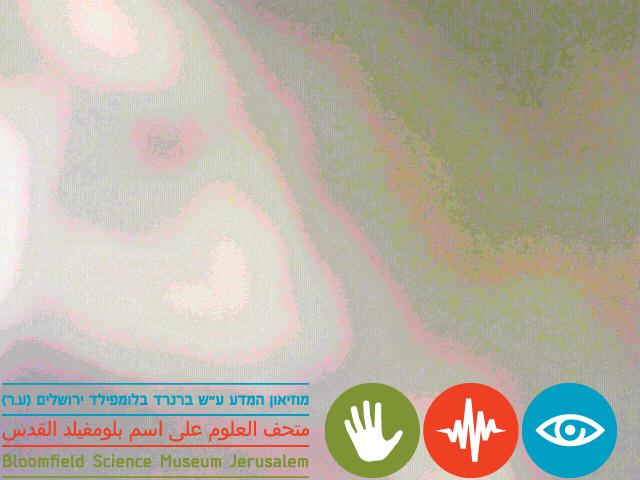 מוזיאון המדע ע״ש ברנרד בלומפילד ירושלים (ע.ר)
متحف العلوم على اسم بلومفيلد القدس
Bloomfield Science Museum Jerusalem